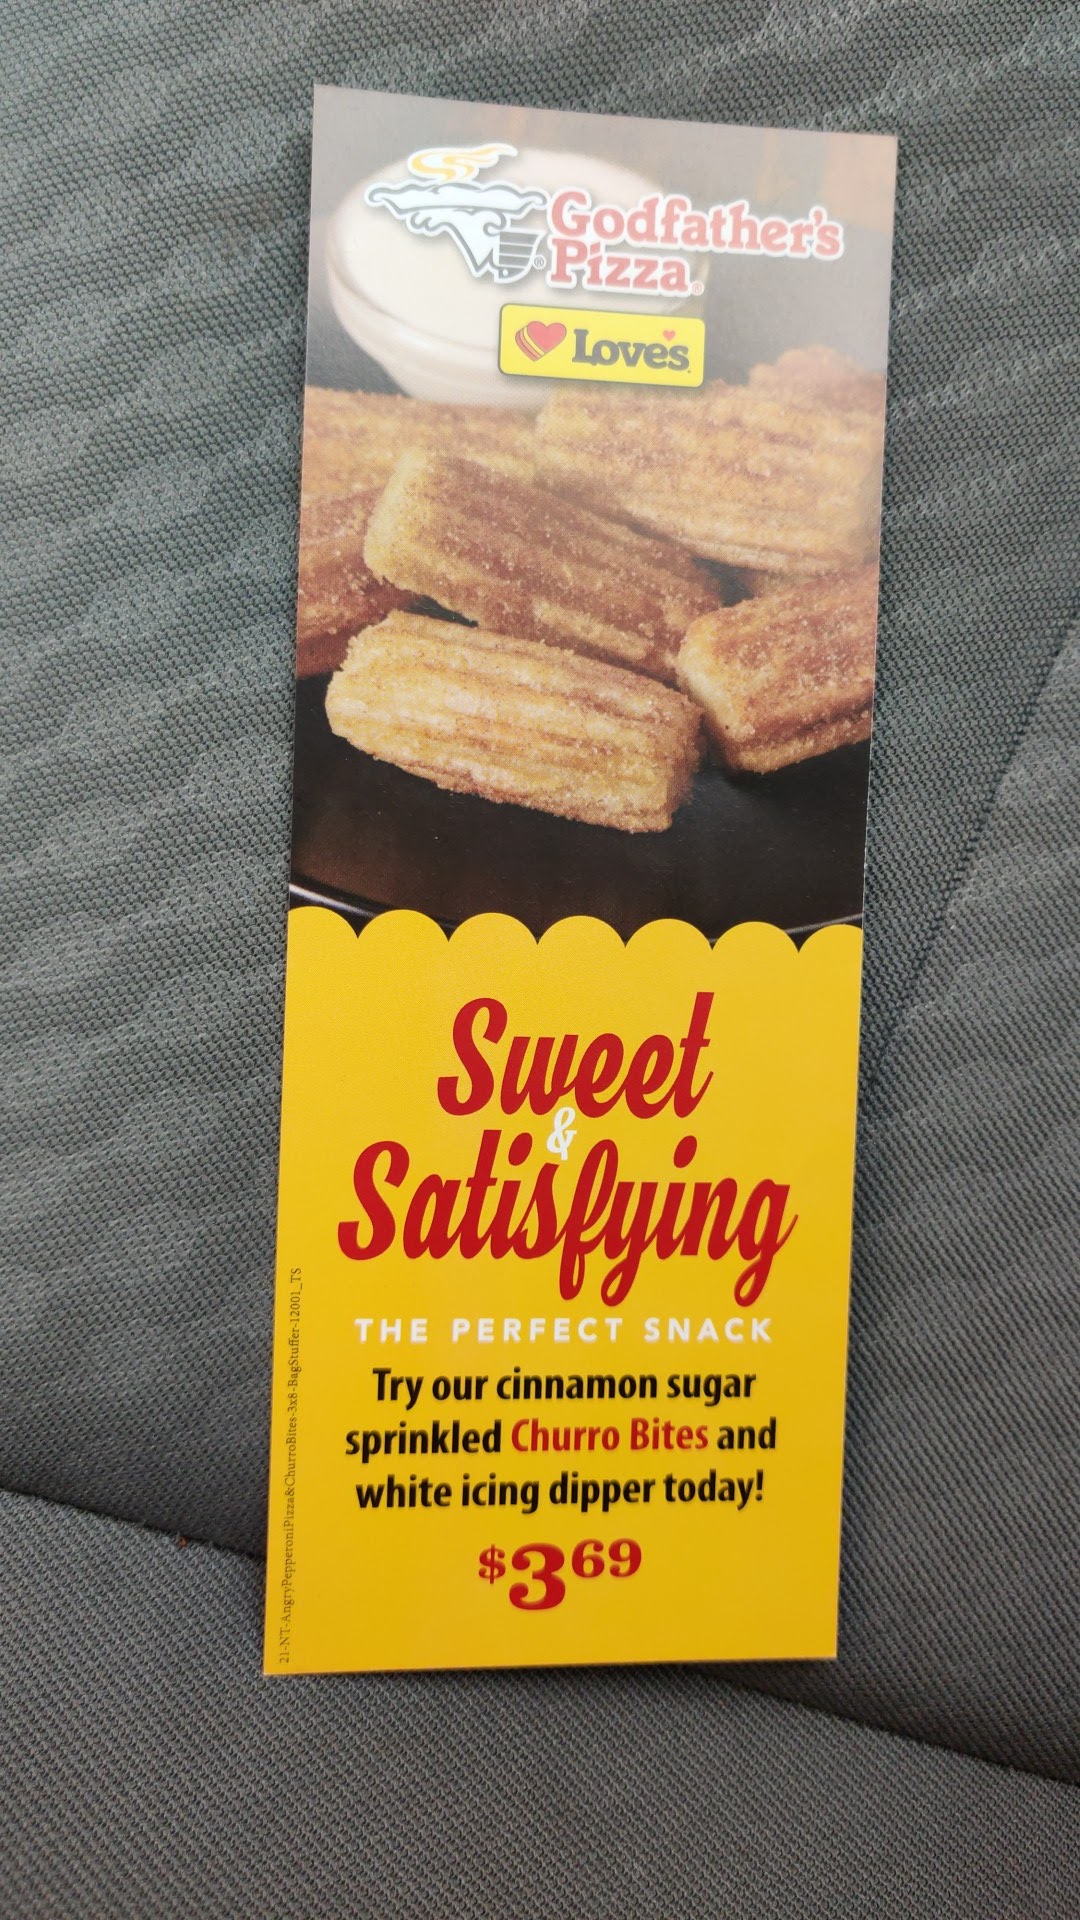 Godfather's
Pizza®
Love's
Sweet
&
Satisfying
THE PERFECT SNACK
Try our cinnamon sugar
sprinkled Churro Bites and
white icing dipper today!
$3 69
21-NT-AngryPepperoniPizza&ChurroBites-3x8-BagStuffer-12001_TS